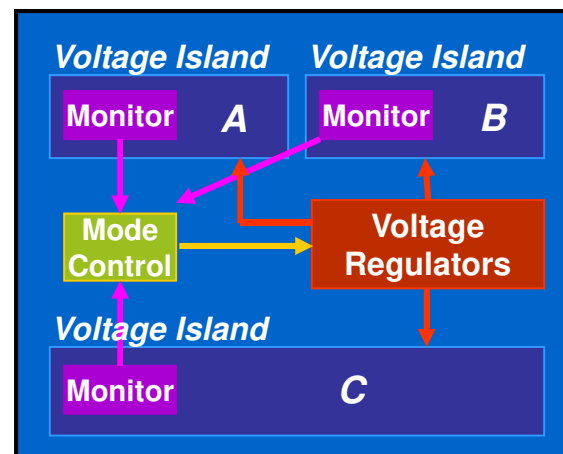 Voltage Island
Voltage Island
Monitor
A
Monitor
B
Mode
Control
Voltage
Regulators
Voltage Island
Monitor
C